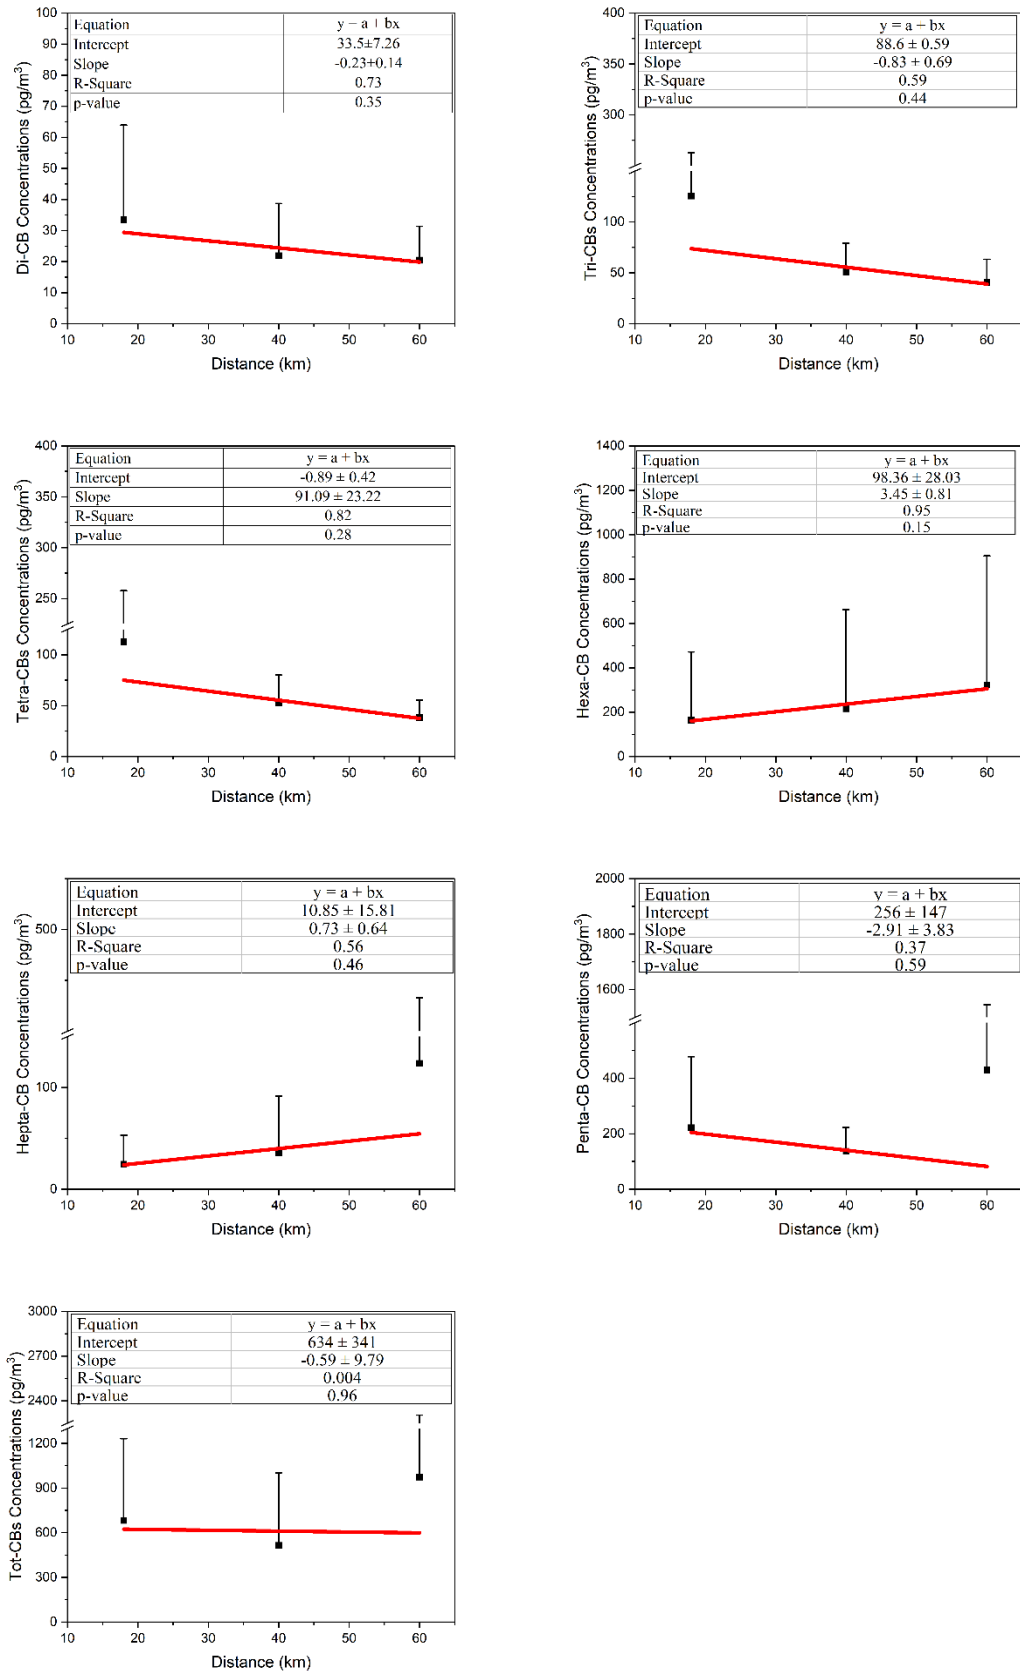 Equation y = a + bx
Intercept 33.5±7.26
Slope -0.23±0.14
R-Square 0.73
p-value 0.35
Di-CB Concentrations (pg/m³)
100
95
90
85
80
75
70
60
50
40
30
20
10
0
10 20 30 40 50 60
Distance (km)
Equation y = a + bx
Intercept 88.6 ± 0.59
Slope -0.83 ± 0.69
R-Square 0.59
p-value 0.44
Tri-CBs Concentrations (pg/m³)
400
350
300
100
50
0
10 20 30 40 50 60
Distance (km)
Equation y = a + bx
Intercept -0.89 ± 0.42
Slope 91.09 ± 23.22
R-Square 0.82
p-value 0.28
Tetra-CBs Concentrations (pg/m³)
400
350
300
250
100
50
0
10 20 30 40 50 60
Distance (km)
Equation y = a + bx
Intercept 98.36 ± 28.03
Slope 3.45 ± 0.81
R-Square 0.95
p-value 0.15
Hexa-CB Concentrations (pg/m³)
1400
1200
1000
800
600
400
200
0
10 20 30 40 50 60
Distance (km)
Equation y = a + bx
Intercept 10.85 ± 15.81
Slope 0.73 ± 0.64
R-Square 0.56
p-value 0.46
Hepta-CB Concentrations (pg/m³)
500
100
0
10 20 30 40 50 60
Distance (km)
Equation y = a + bx
Intercept 256 ± 147
Slope -2.91 ± 3.83
R-Square 0.37
p-value 0.59
Penta-CB Concentrations (pg/m³)
2000
1800
1600
400
200
0
10 20 30 40 50 60
Distance (km)
Equation y = a + bx
Intercept 634 ± 341
Slope -0.59 ± 9.79
R-Square 0.004
p-value 0.96
Tot-CBs Concentrations (pg/m³)
3000
2700
2400
1200
900
600
300
0
10 20 30 40 50 60
Distance (km)